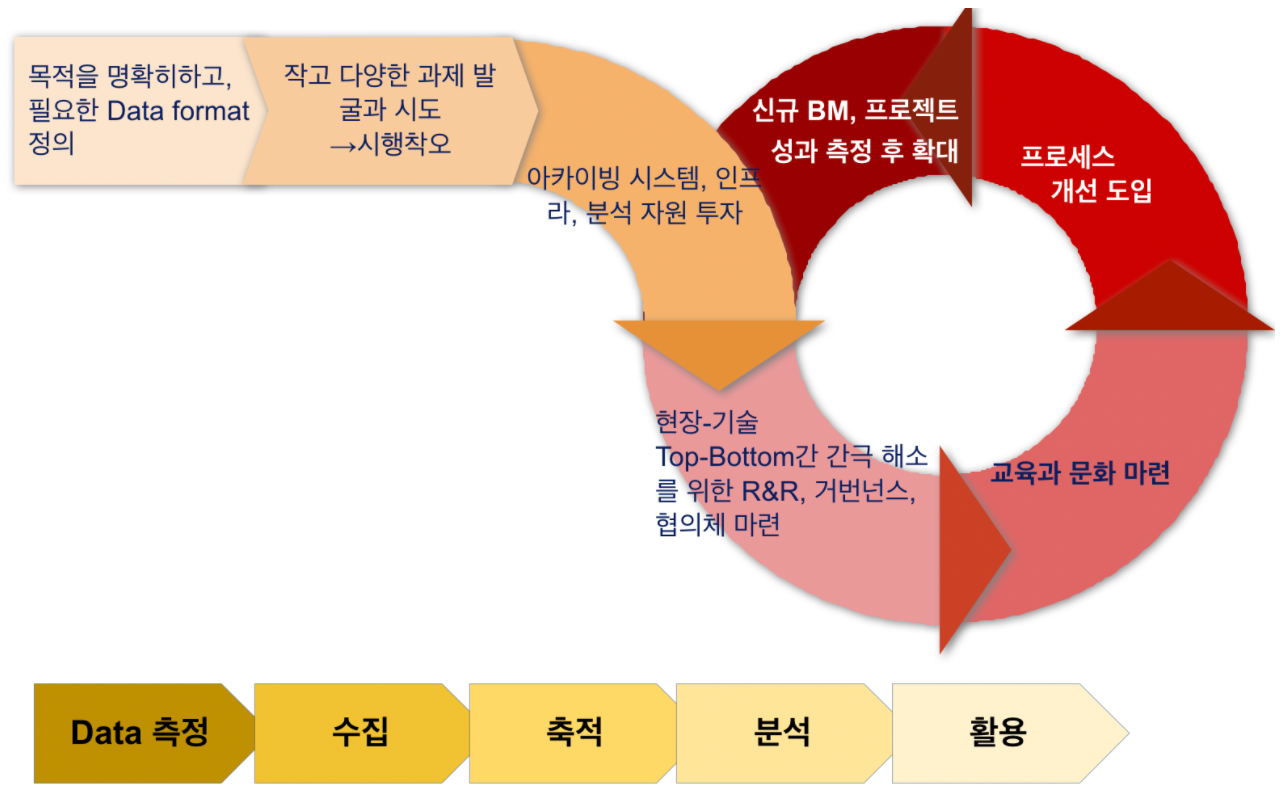 목적을 명확히하고,
필요한 Data format
정의
작고 다양한 과제 발
굴과 시도
→시행착오
아카이빙 시스템, 인프
라, 분석 자원 투자
현장-기술
Top-Bottom간 간극 해소
를 위한 R&R, 거번넌스,
협의체 마련
교육과 문화 마련
프로세스
개선 도입
신규 BM, 프로젝트
성과 측정 후 확대
Data 측정
수집
축적
분석
활용